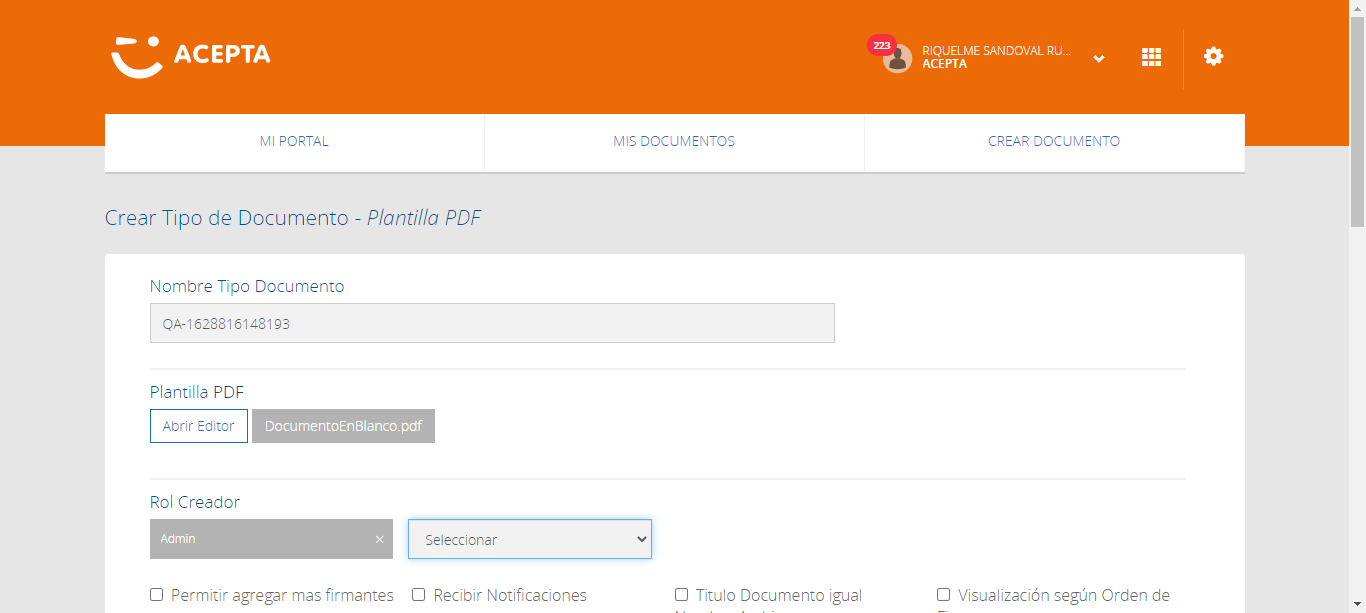 ACEPTA
223
RIQUELME SANDOVAL RU...
ACEPTA
MI PORTAL
MIS DOCUMENTOS
CREAR DOCUMENTO
Crear Tipo de Documento - Plantilla PDF
Nombre Tipo Documento
QA-1628816148193
Plantilla PDF
Abrir Editor
DocumentoEnBlanco.pdf
Rol Creador
Admin ×
Seleccionar
Permitir agregar mas firmantes
Recibir Notificaciones
Titulo Documento igual
Visualización según Orden de